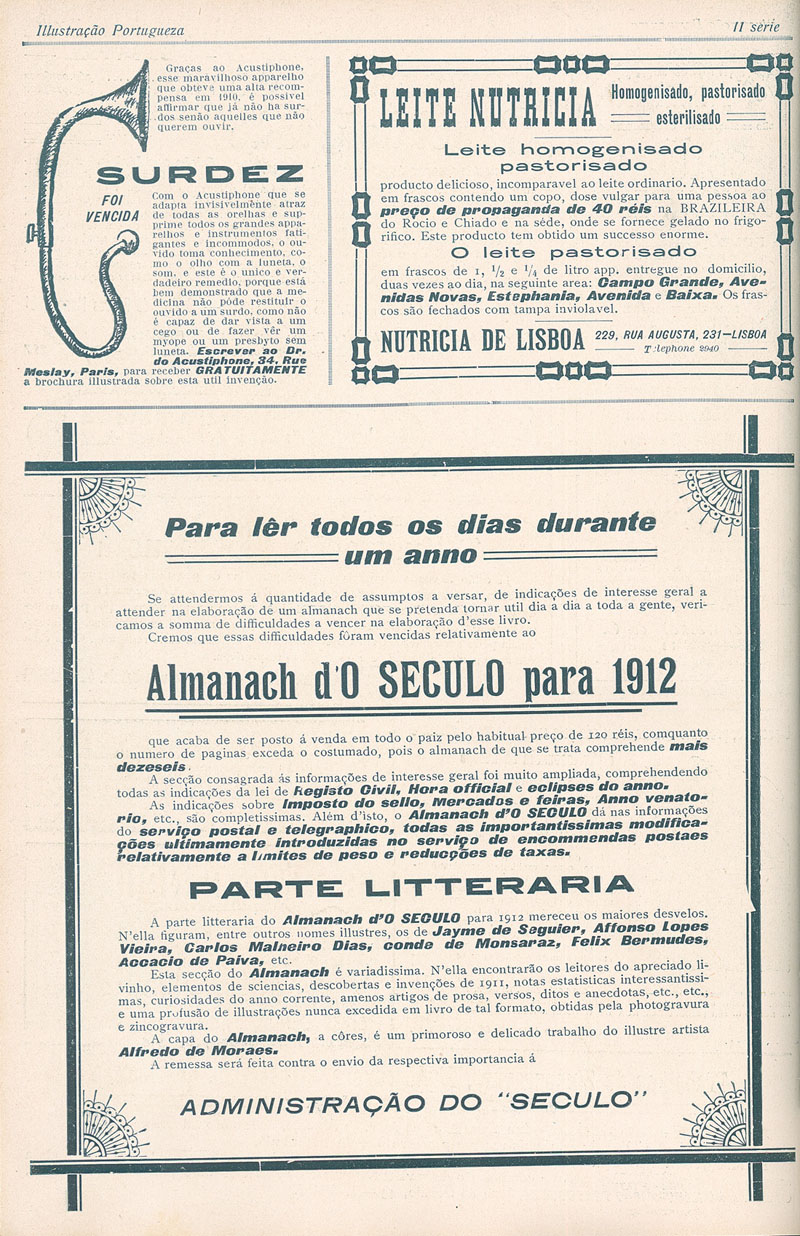 Illustração Portugueza
II série
Graças ao Acustiphone,
esse maravilhoso apparelho
que obteve uma alta recom-
pensa em 1910, é possivel
affirmar que já não ha sur-
dos senão aquelles que não
querem ouvir.
SURDEZ
FOI
VENCIDA
Com o Acustiphone que se
adapta invisivelmênte atraz
de todas as orelhas e sup-
prime todos os grandes appa-
relhos e instrumentos fati-
gantes e incommodos, o ou-
vido toma conhecimento, co-
mo o olho com a luneta, o
som, e este é o unico e ver-
dadeiro remedio, porque está
bem demonstrado que a me-
dicina não póde restituir o
ouvido a um surdo, como não
é capaz de dar vista a um
cego ou de fazer vêr um
myope ou um presbyto sem
luneta. Escrever ao Dr.
do Acustiphone, 34, Rue
Meslay, Paris, para receber GRATUITAMENTE
a brochura illustrada sobre esta util invenção.
LEITE NUTRICIA
Homogenisado, pastorisado
esterilisado
Leite homogenisado
pastorisado
producto delicioso, incomparavel ao leite ordinario. Apresentado
em frascos contendo um copo, dose vulgar para uma pessoa ao
preço de propaganda de 40 réis na BRAZILEIRA
do Rocio e Chiado e na séde, onde se fornece gelado no frigo-
rifico. Este producto tem obtido um successo enorme.
O leite pastorisado
em frascos de 1, 1/2 e 1/4 de litro app. entregue no domicilio,
duas vezes ao dia, na seguinte area: Campo Grande, Ave-
nidas Novas, Estephania, Avenida e Baixa. Os fras-
cos são fechados com tampa inviolavel.
NUTRICIA DE LISBOA
229, RUA AUGUSTA, 231—LISBOA
Telephone 2940
Para lêr todos os dias durante
um anno
Se attendermos á quantidade de assumptos a versar, de indicações de interesse geral a
attender na elaboração de um almanach que se pretenda tornar util dia a dia a toda a gente, veri-
camos a somma de difficuldades a vencer na elaboração d'esse livro.
Cremos que essas difficuldades fôram vencidas relativamente ao
Almanach d'O SECULO para 1912
que acaba de ser posto á venda em todo o paiz pelo habitual preço de 120 réis, comquanto
o numero de paginas exceda o costumado, pois o almanach de que se trata comprehende mais
dezeseis.
A secção consagrada ás informações de interesse geral foi muito ampliada, comprehendendo
todas as indicações da lei de Registo Civil, Hora official e eclipses do anno.
As indicações sobre Imposto do sello, Mercados e feiras, Anno venato-
rio, etc., são completissimas. Além d'isto, o Almanach d'O SECULO dá nas informações
do serviço postal e telegraphico, todas as importantissimas modifica-
ções ultimamente introduzidas no serviço de encommendas postaes
relativamente a limites de peso e reducções de taxas.
PARTE LITTERARIA
A parte litteraria do Almanach d'O SECULO para 1912 mereceu os maiores desvelos.
N'ella figuram, entre outros nomes illustres, os de Jayme de Seguier, Affonso Lopes
Vieira, Carlos Malheiro Dias, conde de Monsaraz, Felix Bermudes,
Accacio de Paiva, etc.
Esta secção do Almanach é variadissima. N'ella encontrarão os leitores do apreciado li-
vinho, elementos de sciencias, descobertas e invenções de 1911, notas estatisticas interessantissi-
mas, curiosidades do anno corrente, amenos artigos de prosa, versos, ditos e anecdotas, etc., etc.,
e uma profusão de illustrações nunca excedida em livro de tal formato, obtidas pela photogravura
e zincogravura.
A capa do Almanach, a côres, é um primoroso e delicado trabalho do illustre artista
Alfredo de Moraes.
A remessa será feita contra o envio da respectiva importancia á
ADMINISTRAÇÃO DO "SECULO"